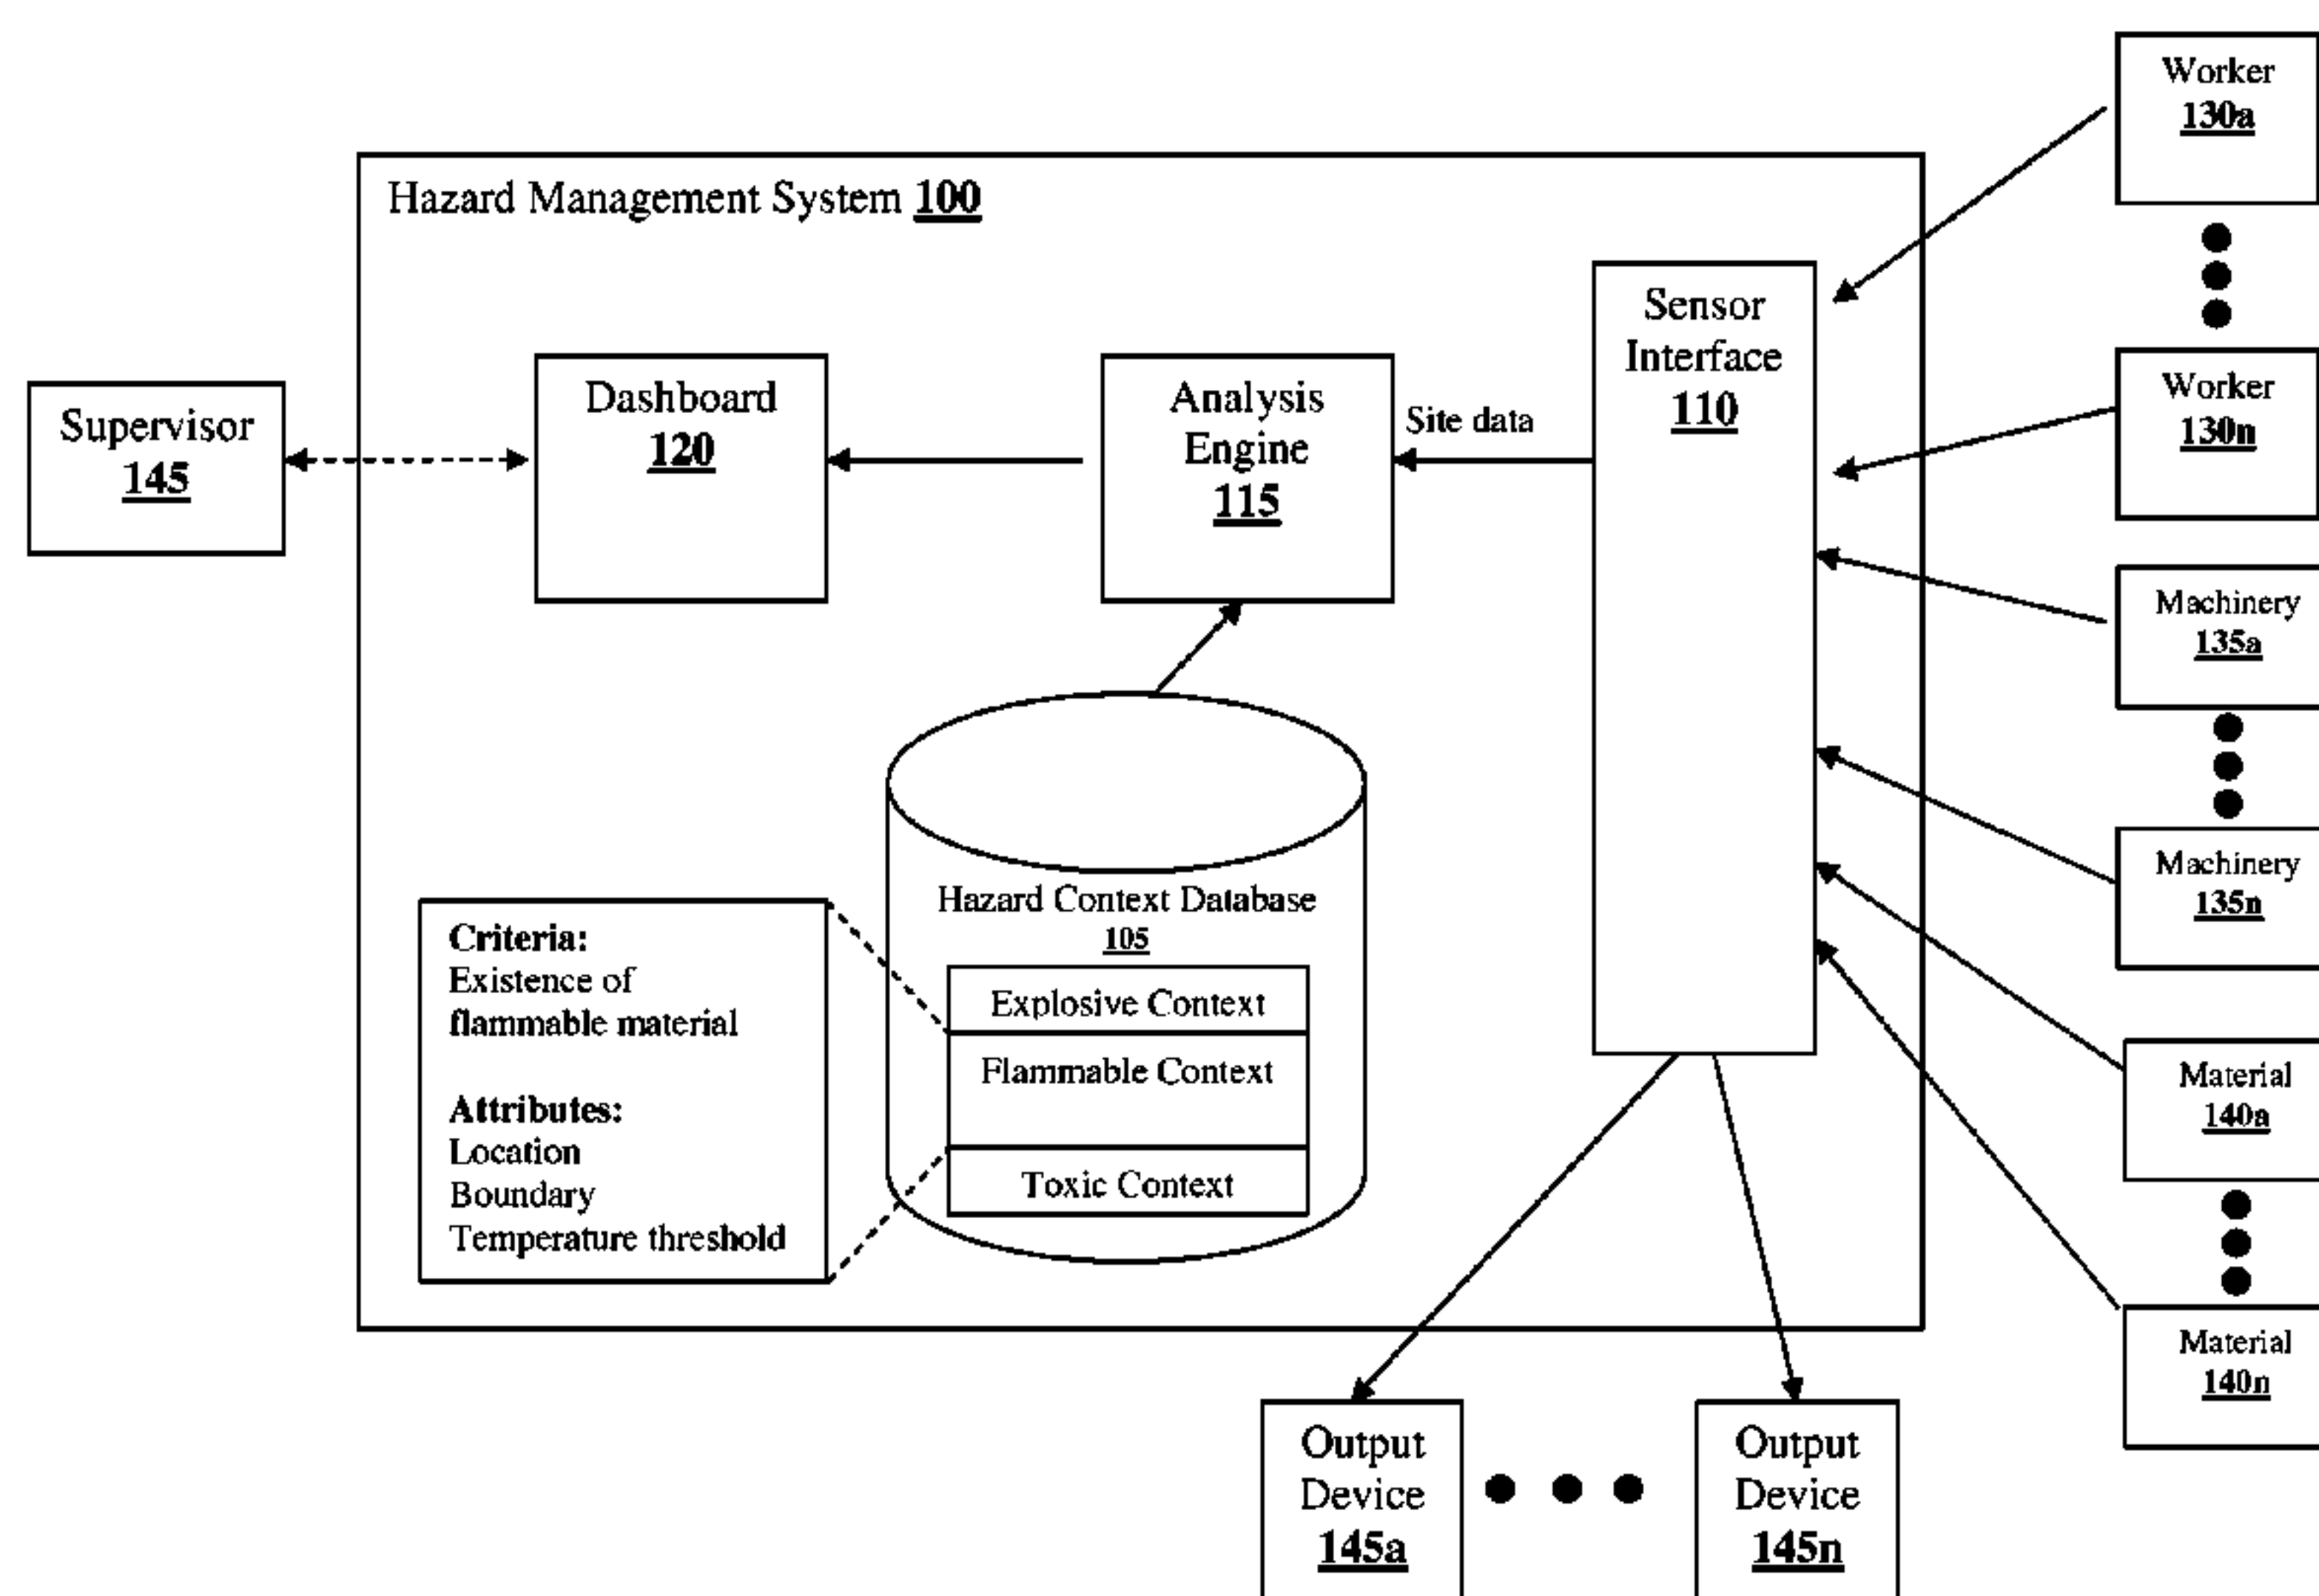 Hazard Management System 100
Supervisor
145
Dashboard
120
Analysis
Engine
115
Site data
Sensor
Interface
110
Worker
130a
Worker
130n
Machinery
135a
Machinery
135n
Material
140a
Material
140n
Hazard Context Database
105
Explosive Context
Flammable Context
Toxic Context
Criteria:
Existence of
flammable material
Attributes:
Location
Boundary
Temperature threshold
Output
Device
145a
Output
Device
145n